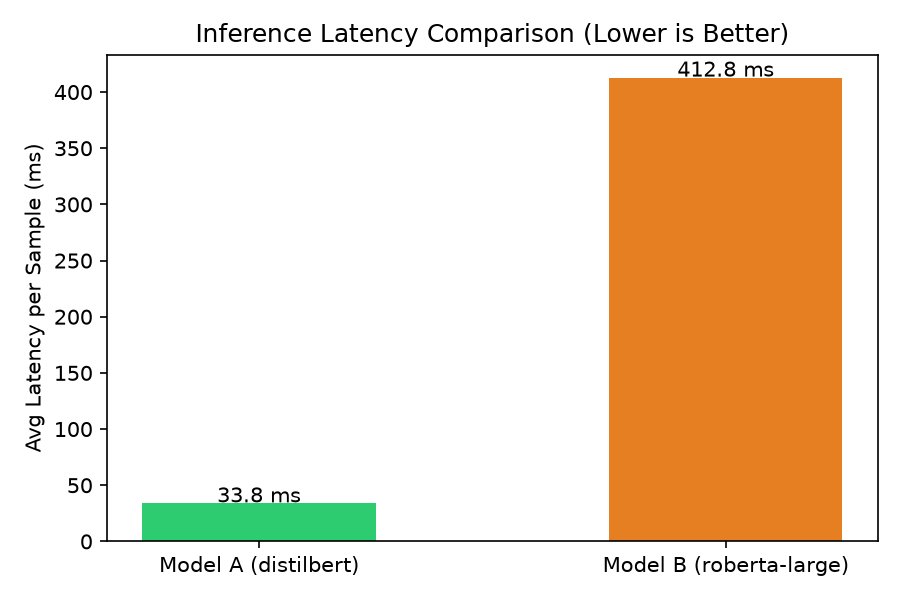 Inference Latency Comparison (Lower is Better)
Avg Latency per Sample (ms)
400
350
300
250
200
150
100
50
0
412.8 ms
33.8 ms
Model A (distilbert)
Model B (roberta-large)